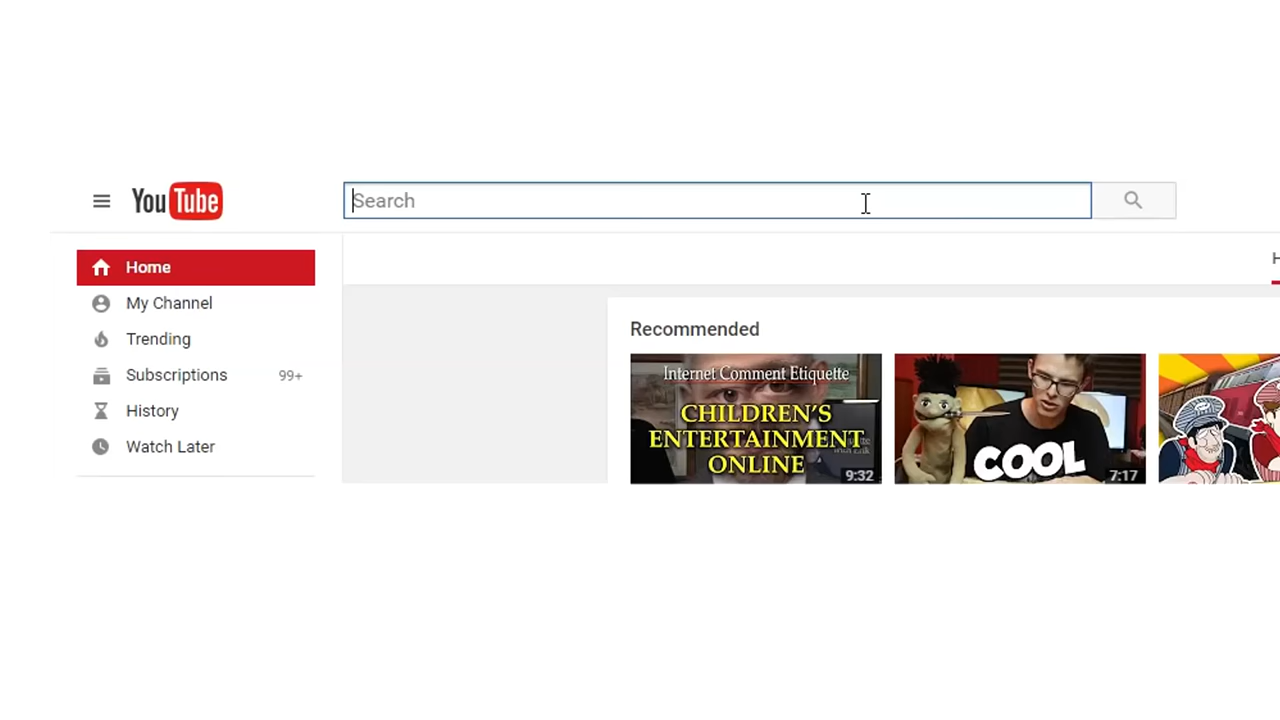 YouTube
Search
Home
My Channel
Trending
Subscriptions 99+
History
Watch Later
H
Recommended
Internet Comment Etiquette
CHILDREN'S
ENTERTAINMENT
ONLINE
9:32
COOL
7:17